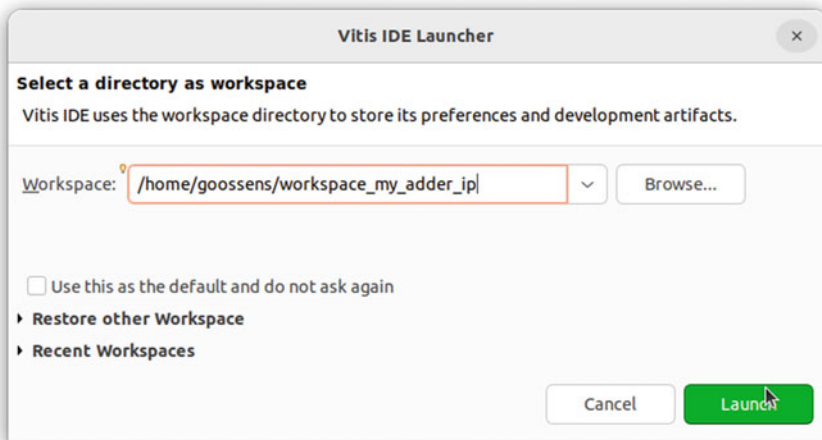 Vitis IDE Launcher
Select a directory as workspace
Vitis IDE uses the workspace directory to store its preferences and development artifacts.
Workspace: /home/goossens/workspace_my_adder_ip Browse...
Use this as the default and do not ask again
Restore other Workspace
Recent Workspaces
Cancel Launch